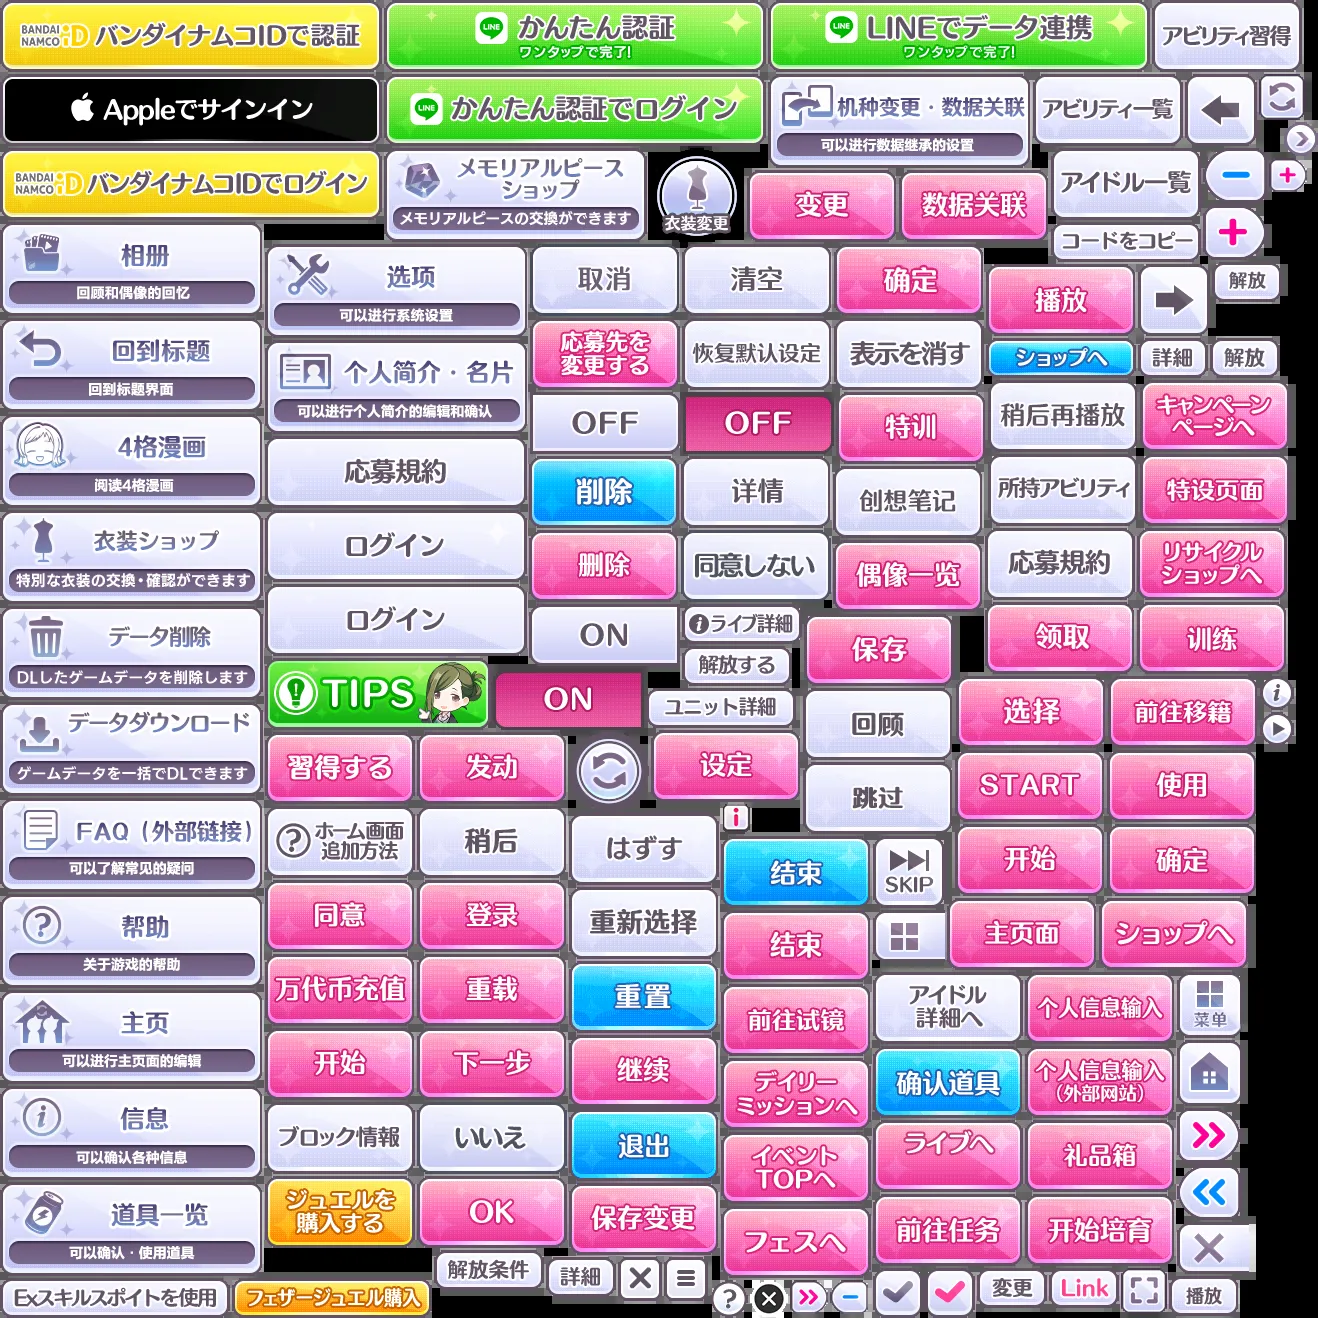 BANDAI NAMCO iD バンダイナムコIDで認証
LINE かんたん認証
ワンタップで完了!
LINE LINEでデータ連携
ワンタップで完了!
アビリティ習得
Appleでサインイン
LINE かんたん認証でログイン
机种变更・数据关联
可以进行数据继承的设置
アビリティ一覧
BANDAI NAMCO iD バンダイナムコIDでログイン
メモリアルピース
ショップ
メモリアルピースの交換ができます
衣装変更
变更
数据关联
アイドル一覧
コードをコピー
相册
回顾和偶像的回忆
选项
可以进行系统设置
取消
清空
确定
播放
解放
回到标题
回到标题界面
个人简介・名片
可以进行个人简介的编辑和确认
応募先を
変更する
恢复默认设定
表示を消す
ショップへ
詳細
解放
4格漫画
阅读4格漫画
応募規約
OFF
OFF
特训
稍后再播放
キャンペーン
ページへ
削除
详情
创想笔记
所持アビリティ
特设页面
衣装ショップ
特別な衣装の交換・確認ができます
ログイン
删除
同意しない
偶像一览
応募規約
リサイクル
ショップへ
データ削除
DLしたゲームデータを削除します
ログイン
ON
ライブ詳細
解放する
保存
领取
训练
TIPS
ON
ユニット詳細
回顾
选择
前往移籍
データダウンロード
ゲームデータを一括でDLできます
習得する
发动
设定
跳过
START
使用
FAQ（外部链接）
可以了解常见的疑问
ホーム画面
追加方法
稍后
はずす
结束
SKIP
开始
确定
帮助
关于游戏的帮助
同意
登录
重新选择
结束
主页面
ショップへ
万代币充值
重载
重置
前往试镜
アイドル
詳細へ
个人信息输入
菜单
主页
可以进行主页面的编辑
开始
下一步
继续
デイリー
ミッションへ
确认道具
个人信息输入
（外部网站）
信息
可以确认各种信息
ブロック情報
いいえ
退出
イベント
TOPへ
ライブへ
礼品箱
道具一览
可以确认・使用道具
ジュエルを
購入する
OK
保存变更
フェスへ
前往任务
开始培育
Exスキルスポイトを使用
フェザージュエル購入
解放条件
詳細
変更
Link
播放